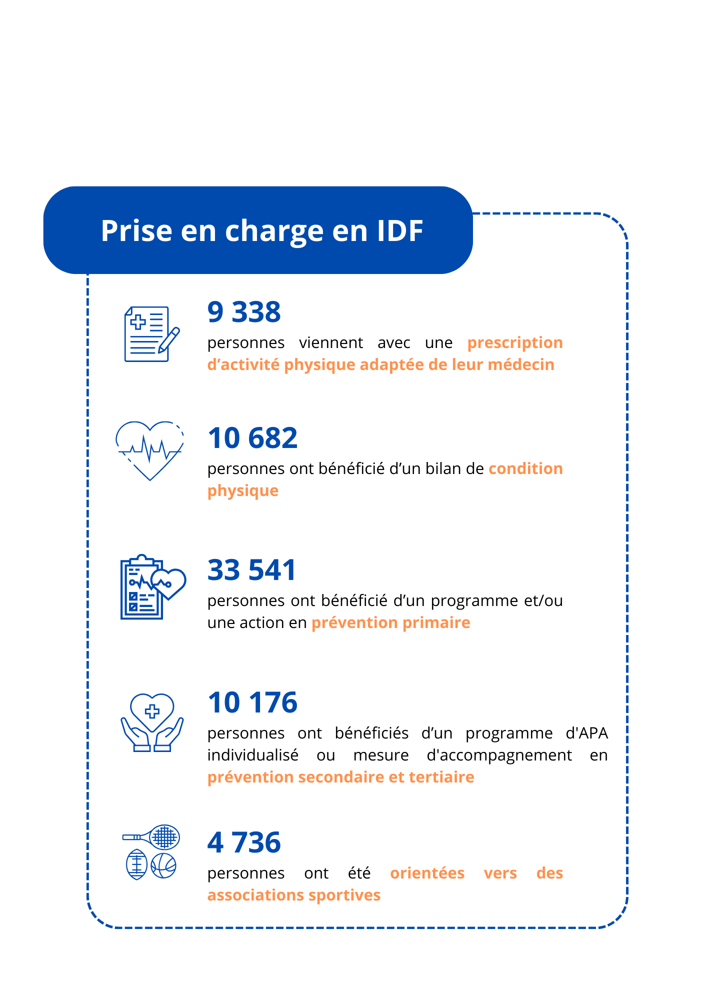 Prise en charge en IDF
9 338
personnes viennent avec une prescription
d’activité physique adaptée de leur médecin
10 682
personnes ont bénéficié d’un bilan de condition
physique
33 541
personnes ont bénéficié d’un programme et/ou
une action en prévention primaire
10 176
personnes ont bénéficiés d’un programme d'APA
individualisé ou mesure d'accompagnement en
prévention secondaire et tertiaire
4 736
personnes ont été orientées vers des
associations sportives